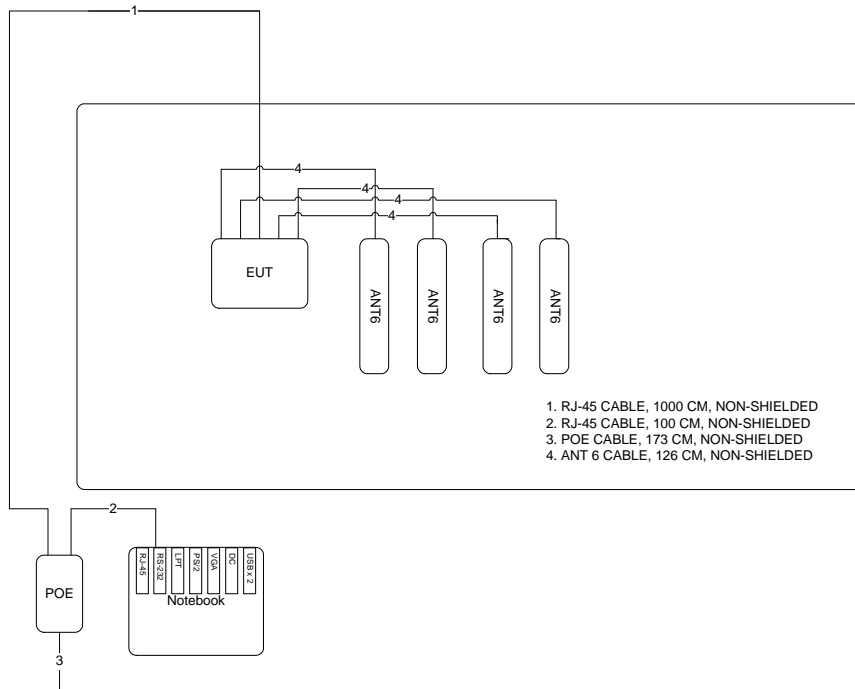 1
4
4
4
4
EUT
ANT6
ANT6
ANT6
ANT6
1. RJ-45 CABLE, 1000 CM, NON-SHIELDED
2. RJ-45 CABLE, 100 CM, NON-SHIELDED
3. POE CABLE, 173 CM, NON-SHIELDED
4. ANT 6 CABLE, 126 CM, NON-SHIELDED
2
POE
RJ-45
RS-232
LPT
PS/2
VGA
DC
USB x 2
Notebook
3